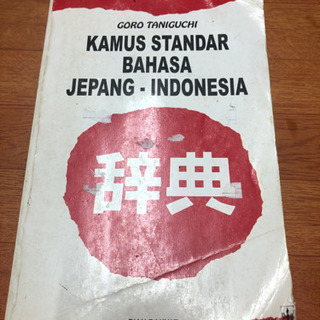 GORO TANIGUCHI
KAMUS STANDAR
BAHASA
JEPANG - INDONESIA
辞典